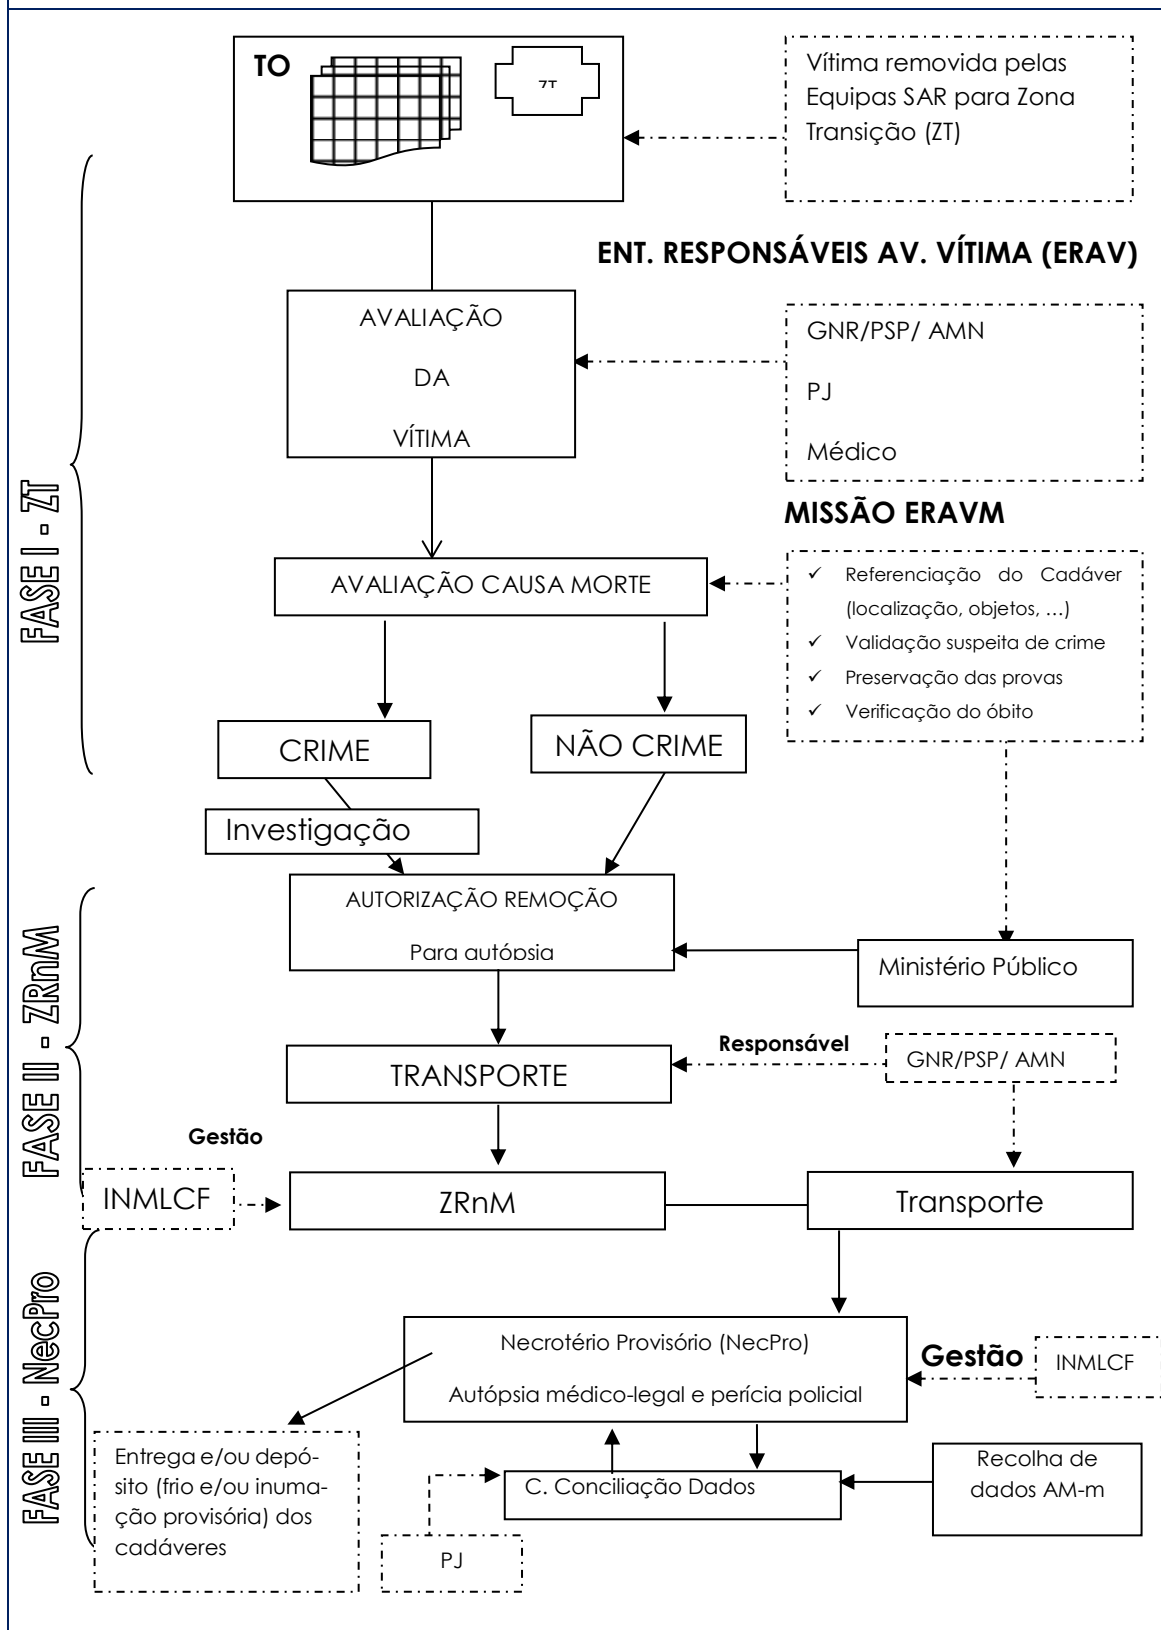 TO
ZT
Vítima removida pelas
Equipas SAR para Zona
Transição (ZT)
ENT. RESPONSÁVEIS AV. VÍTIMA (ERAV)
AVALIAÇÃO
DA
VÍTIMA
GNR/PSP/ AMN
PJ
Médico
FASE I - ZT
MISSÃO ERAVM
AVALIAÇÃO CAUSA MORTE
✓ Referenciação do Cadáver
(localização, objetos, ...)
✓ Validação suspeita de crime
✓ Preservação das provas
✓ Verificação do óbito
CRIME
NÃO CRIME
Investigação
AUTORIZAÇÃO REMOÇÃO
Para autópsia
Ministério Público
FASE II - ZRnM
Responsável
TRANSPORTE
GNR/PSP/ AMN
Gestão
INMLCF
ZRnM
Transporte
FASE III - NecPro
Necrotério Provisório (NecPro)
Autópsia médico-legal e perícia policial
Gestão
INMLCF
Entrega e/ou depó-
sito (frio e/ou inuma-
ção provisória) dos
cadáveres
C. Conciliação Dados
Recolha de
dados AM-m
PJ